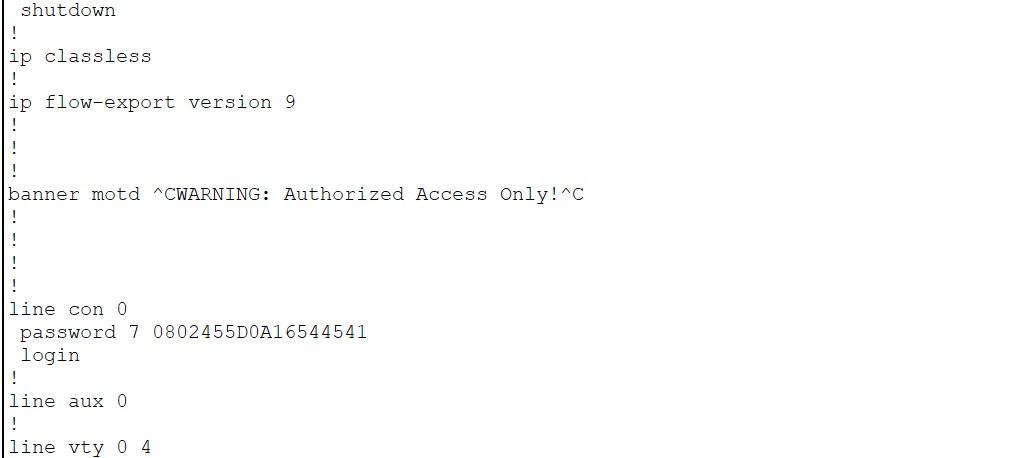 shutdown
!
ip classless
!
ip flow-export version 9
!
!
!
banner motd ^CWARNING: Authorized Access Only!^C
!
!
!
!
line con 0
password 7 0802455D0A16544541
login
!
line aux 0
!
line vty 0 4